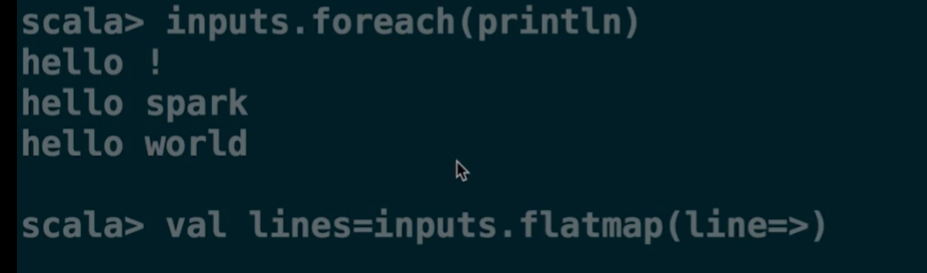 scala> inputs.foreach(println)
hello !
hello spark
hello world
scala> val lines=inputs.flatmap(line=>)